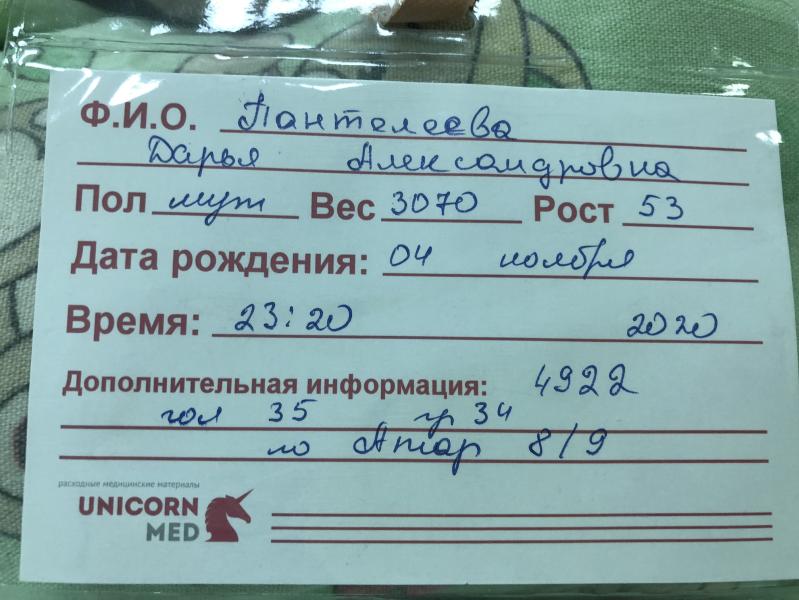 Ф.И.О. Пантелеева
Дарья Александровна
Пол муж Вес 3070 Рост 53
Дата рождения: 04 ноября
Время: 23:20 2020
Дополнительная информация: 4922
гол 35 гр 34
по Апгар 8/9
расходные медицинские материалы
UNICORN
MED